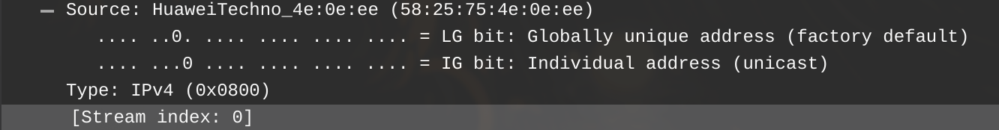 Source: HuaweiTechno_4e:0e:ee (58:25:75:4e:0e:ee)
.... ..0. .... .... .... .... = LG bit: Globally unique address (factory default)
.... ...0 .... .... .... .... = IG bit: Individual address (unicast)
Type: IPv4 (0x0800)
[Stream index: 0]